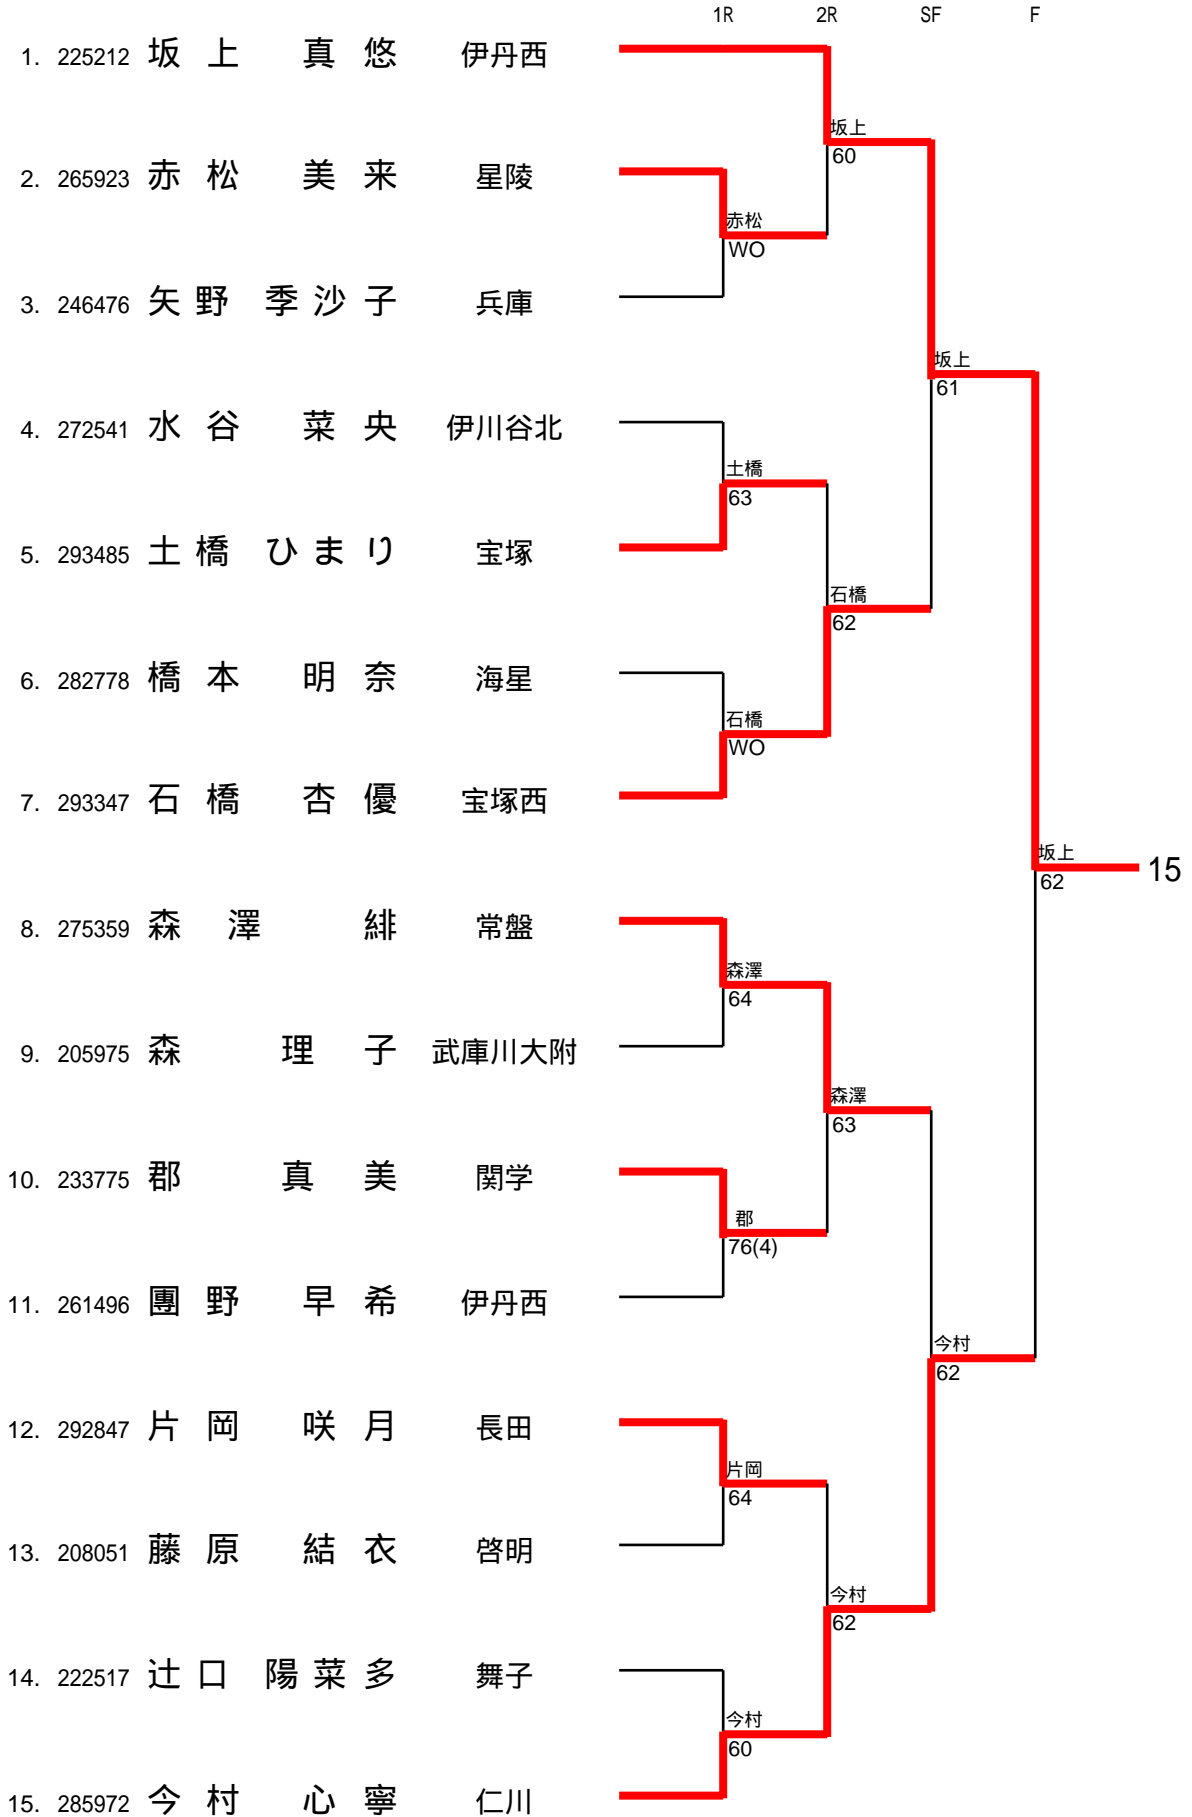 1R 2R SF F
1. 225212 坂上 真悠 伊丹西
坂上
60
2. 265923 赤松 美来 星陵
赤松
WO
3. 246476 矢野 季沙子 兵庫
坂上
61
4. 272541 水谷 菜央 伊川谷北
土橋
63
5. 293485 土橋 ひまり 宝塚
石橋
62
6. 282778 橋本 明奈 海星
石橋
WO
7. 293347 石橋 杏優 宝塚西
坂上
62
15
8. 275359 森澤 緋 常盤
森澤
64
9. 205975 森 理子 武庫川大附
森澤
63
10. 233775 郡 真美 関学
郡
76(4)
11. 261496 團野 早希 伊丹西
今村
62
12. 292847 片岡 咲月 長田
片岡
64
13. 208051 藤原 結衣 啓明
今村
62
14. 222517 辻口 陽菜多 舞子
今村
60
15. 285972 今村 心寧 仁川